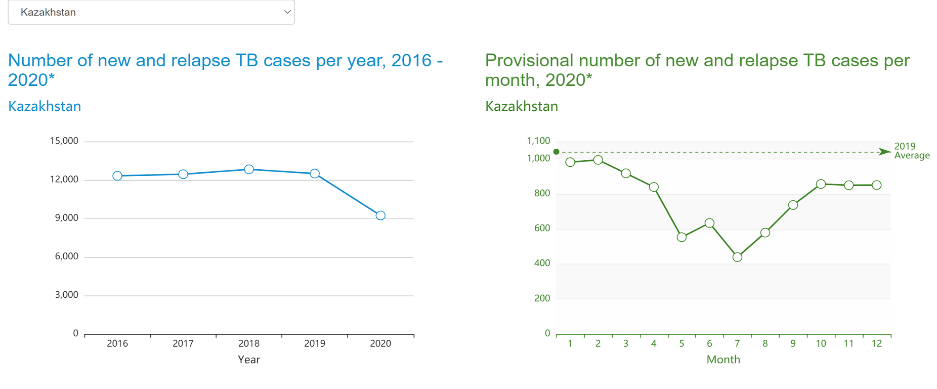 Kazakhstan
Number of new and relapse TB cases per year, 2016 -
2020*
Kazakhstan
15,000
12,000
9,000
6,000
3,000
0
2016 2017 2018 2019 2020
Year
Provisional number of new and relapse TB cases per
month, 2020*
Kazakhstan
1,100
1,000
800
600
400
200
0
2019
Average
1 2 3 4 5 6 7 8 9 10 11 12
Month